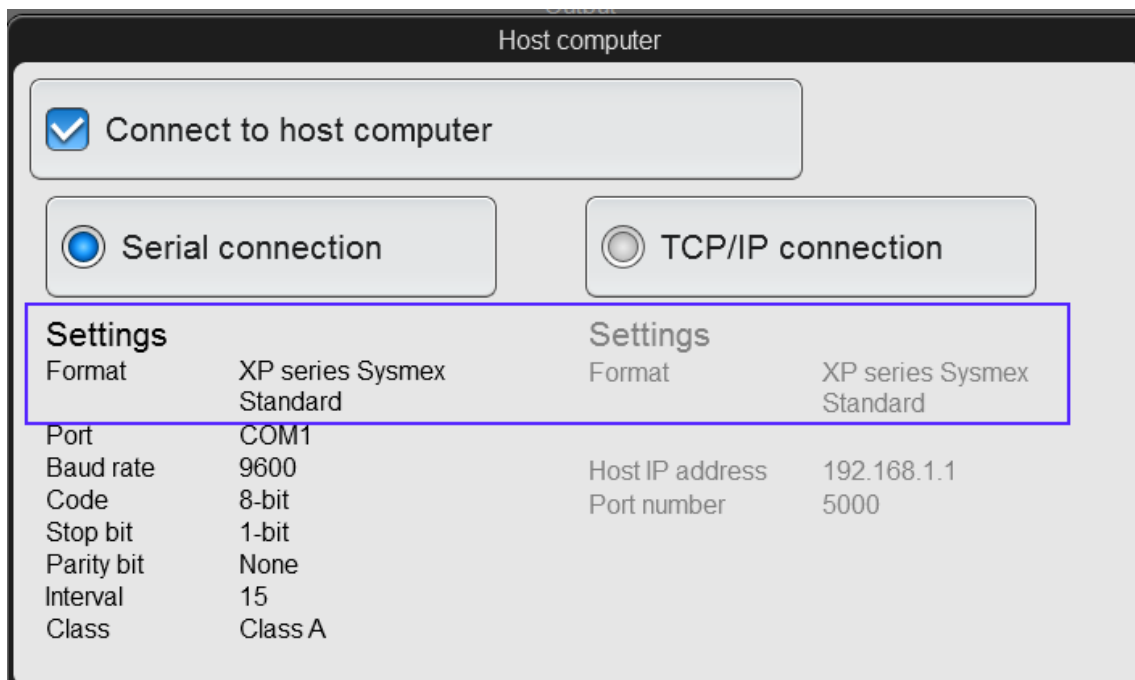 Output
Host computer
Connect to host computer
Serial connection
TCP/IP connection
Settings
Format XP series Sysmex
Standard
Port COM1
Baud rate 9600
Code 8-bit
Stop bit 1-bit
Parity bit None
Interval 15
Class Class A
Settings
Format XP series Sysmex
Standard
Host IP address 192.168.1.1
Port number 5000